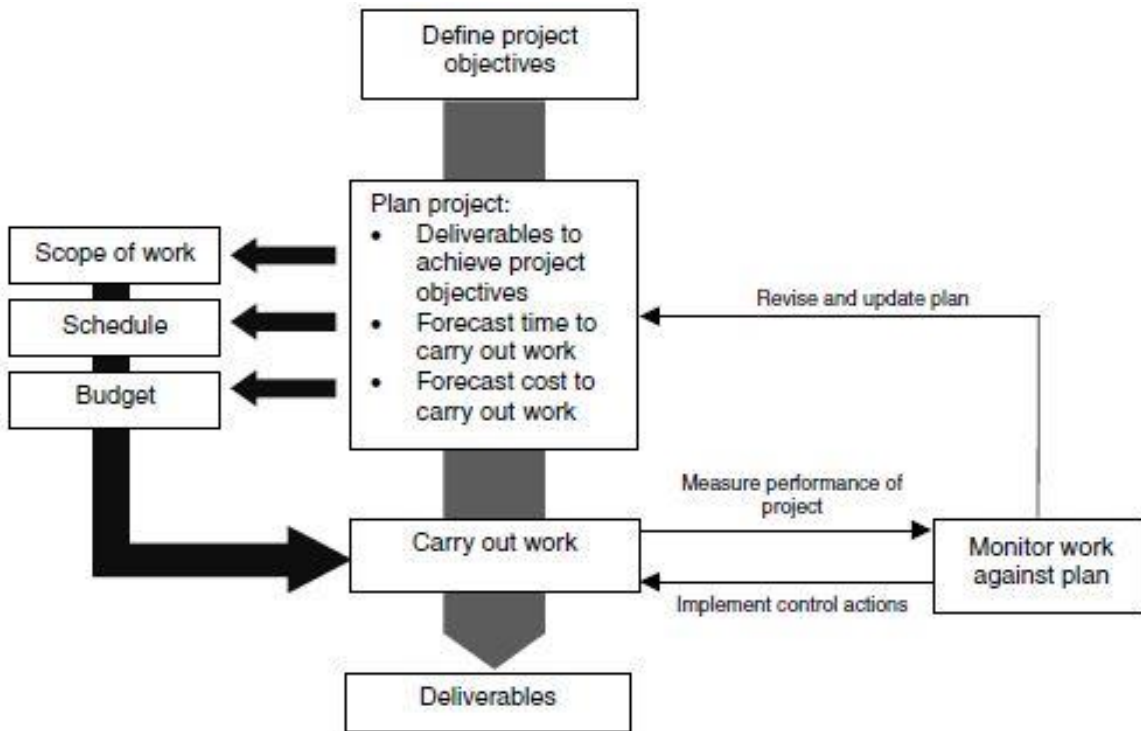 Define project
objectives
Plan project:
• Deliverables to
achieve project
objectives
• Forecast time to
carry out work
• Forecast cost to
carry out work
Scope of work
Schedule
Budget
Revise and update plan
Measure performance of
project
Carry out work
Monitor work
against plan
Implement control actions
Deliverables